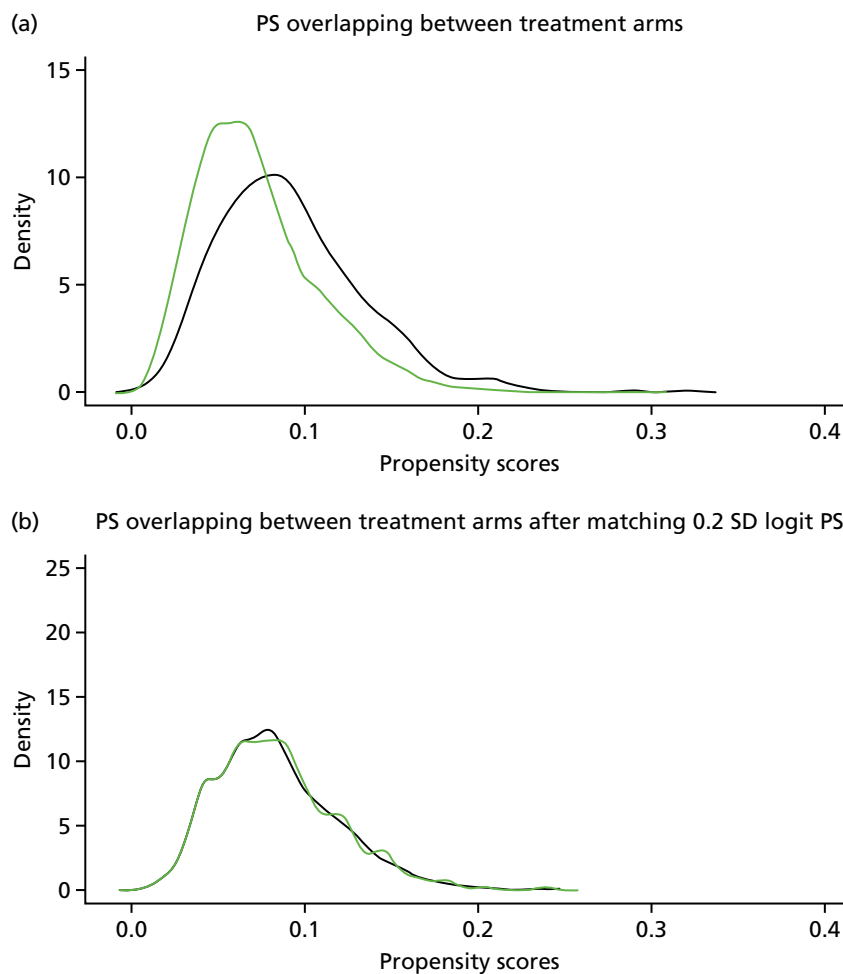 (a) PS overlapping between treatment arms
15
10
5
0
Density
0.0 0.1 0.2 0.3 0.4
Propensity scores
(b) PS overlapping between treatment arms after matching 0.2 SD logit PS
25
20
15
10
5
0
Density
0.0 0.1 0.2 0.3 0.4
Propensity scores